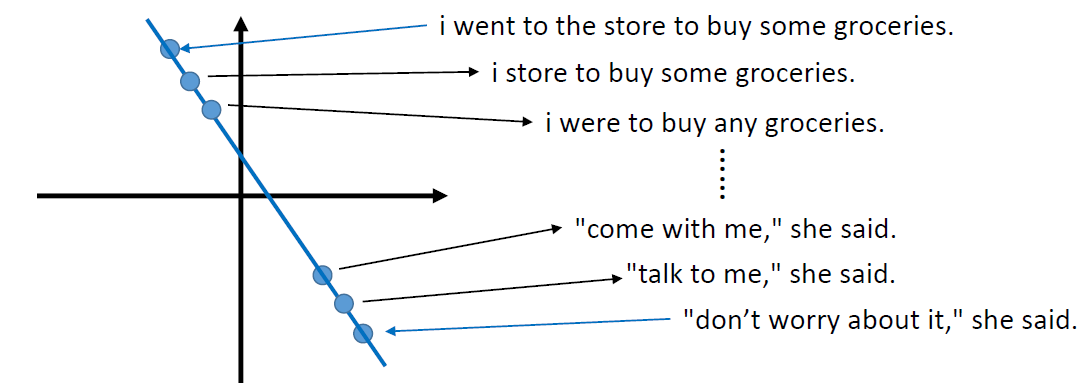 i went to the store to buy some groceries.
i store to buy some groceries.
i were to buy any groceries.
"come with me," she said.
"talk to me," she said.
"don’t worry about it," she said.